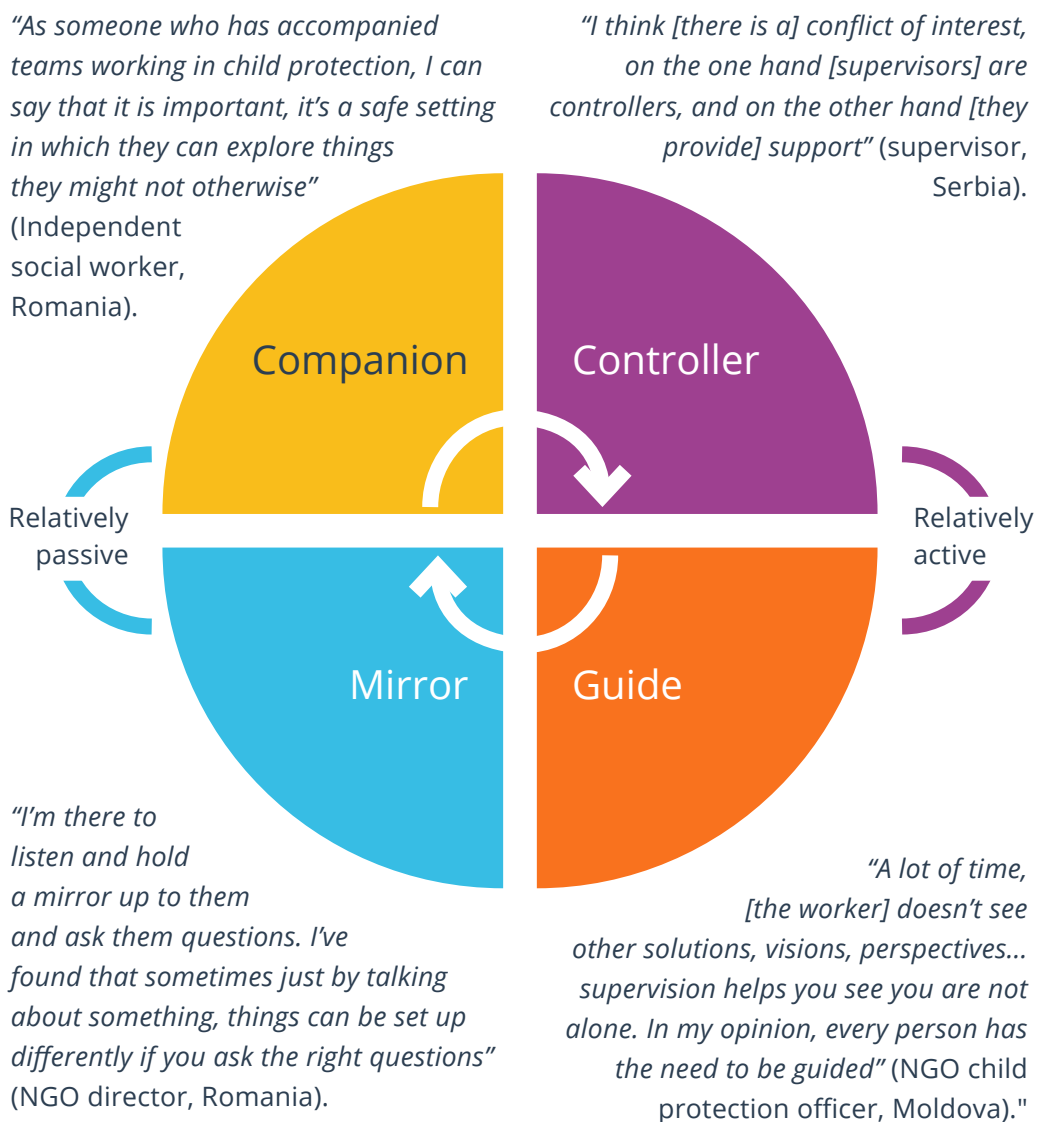 “As someone who has accompanied
teams working in child protection, I can
say that it is important, it’s a safe setting
in which they can explore things
they might not otherwise”
(Independent
social worker,
Romania).
“I think [there is a] conflict of interest,
on the one hand [supervisors] are
controllers, and on the other hand [they
provide] support” (supervisor,
Serbia).
Companion
Controller
Relatively
passive
Relatively
active
Mirror
Guide
“I’m there to
listen and hold
a mirror up to them
and ask them questions. I’ve
found that sometimes just by talking
about something, things can be set up
differently if you ask the right questions”
(NGO director, Romania).
“A lot of time,
[the worker] doesn’t see
other solutions, visions, perspectives...
supervision helps you see you are not
alone. In my opinion, every person has
the need to be guided” (NGO child
protection officer, Moldova)."